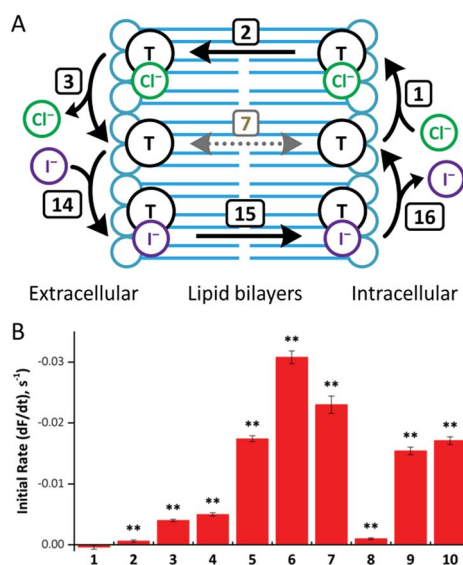 A
T
2
T
Cl⁻
Cl⁻
3
1
Cl⁻
Cl⁻
7
T
T
I⁻
I⁻
14
T
15
T
16
I⁻
I⁻
Extracellular Lipid bilayers Intracellular
B
Initial Rate (dF/dt), s⁻¹
-0.03
-0.02
-0.01
0.00
** ** ** ** ** ** ** ** **
1 2 3 4 5 6 7 8 9 10